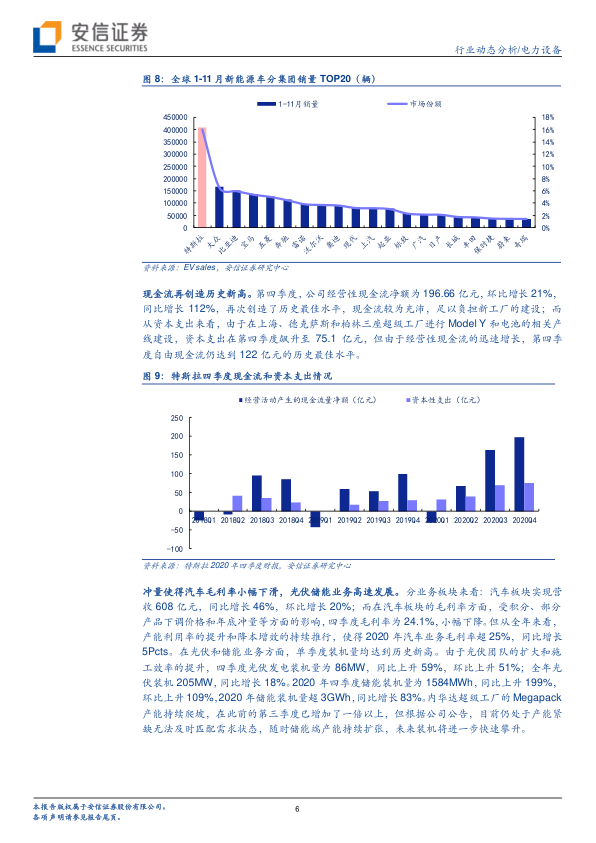 安信证券
ESSENCE SECURITIES
行业动态分析/电力设备
图 8：全球 1-11 月新能源车分集团销量 TOP20（辆）
1-11月销量 市场份额
450000 18%
400000 16%
350000 14%
300000 12%
250000 10%
200000 8%
150000 6%
100000 4%
50000 2%
0 0%
特斯拉 大众 比亚迪 宝马 五菱 奔驰 雷诺 沃尔沃 奥迪 现代 上汽 起亚 标致 广汽 日产 长城 丰田 保时捷 蔚来 奇瑞
资料来源：EVsales，安信证券研究中心
现金流再创造历史新高。第四季度，公司经营性现金流净额为 196.66 亿元，环比增长 21%，
同比增长 112%，再次创造了历史最佳水平，现金流较为充沛，足以负担新工厂的建设；而
从资本支出来看，由于在上海、德克萨斯和柏林三座超级工厂进行 Model Y 和电池的相关产
线建设，资本支出在第四季度飙升至 75.1 亿元，但由于经营性现金流的迅速增长，第四季
度自由现金流仍达到 122 亿元的历史最佳水平。
图 9：特斯拉四季度现金流和资本支出情况
经营活动产生的现金流量净额（亿元） 资本性支出（亿元）
250
200
150
100
50
0
-50
-100
2018Q1 2018Q2 2018Q3 2018Q4 2019Q1 2019Q2 2019Q3 2019Q4 2020Q1 2020Q2 2020Q3 2020Q4
资料来源：特斯拉 2020 年四季度财报，安信证券研究中心
冲量使得汽车毛利率小幅下滑，光伏储能业务高速发展。分业务板块来看：汽车板块实现营
收 608 亿元，同比增长 46%，环比增长 20%；而在汽车板块的毛利率方面，受积分、部分
产品下调价格和年底冲量等方面的影响，四季度毛利率为 24.1%，小幅下降。但从全年来看，
产能利用率的提升和降本增效的持续推行，使得 2020 年汽车业务毛利率超 25%，同比增长
5Pcts。在光伏和储能业务方面，单季度装机量均达到历史新高。由于光伏团队的扩大和施
工效率的提升，四季度光伏发电装机量为 86MW，同比上升 59%，环比上升 51%；全年光
伏装机 205MW，同比增长 18%。2020 年四季度储能装机量为 1584MWh，同比上升 199%，
环比上升 109%，2020 年储能装机量超 3GWh，同比增长 83%。内华达超级工厂的 Megapack
产能持续爬坡，在此前的第三季度已增加了一倍以上，但根据公司公告，目前仍处于产能紧
缺无法及时匹配需求状态，随时储能端产能持续扩张，未来装机将进一步快速攀升。
本报告版权属于安信证券股份有限公司。
各项声明请参见报告尾页。
6